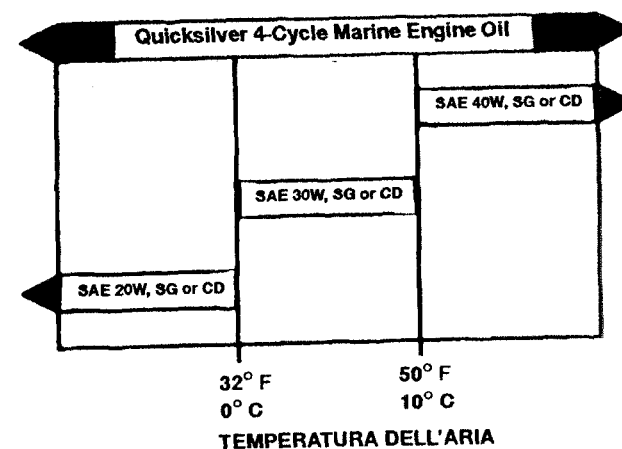 Quicksilver 4-Cycle Marine Engine Oil
SAE 40W, SG or CD
SAE 30W, SG or CD
SAE 20W, SG or CD
32° F
0° C
50° F
10° C
TEMPERATURA DELL'ARIA